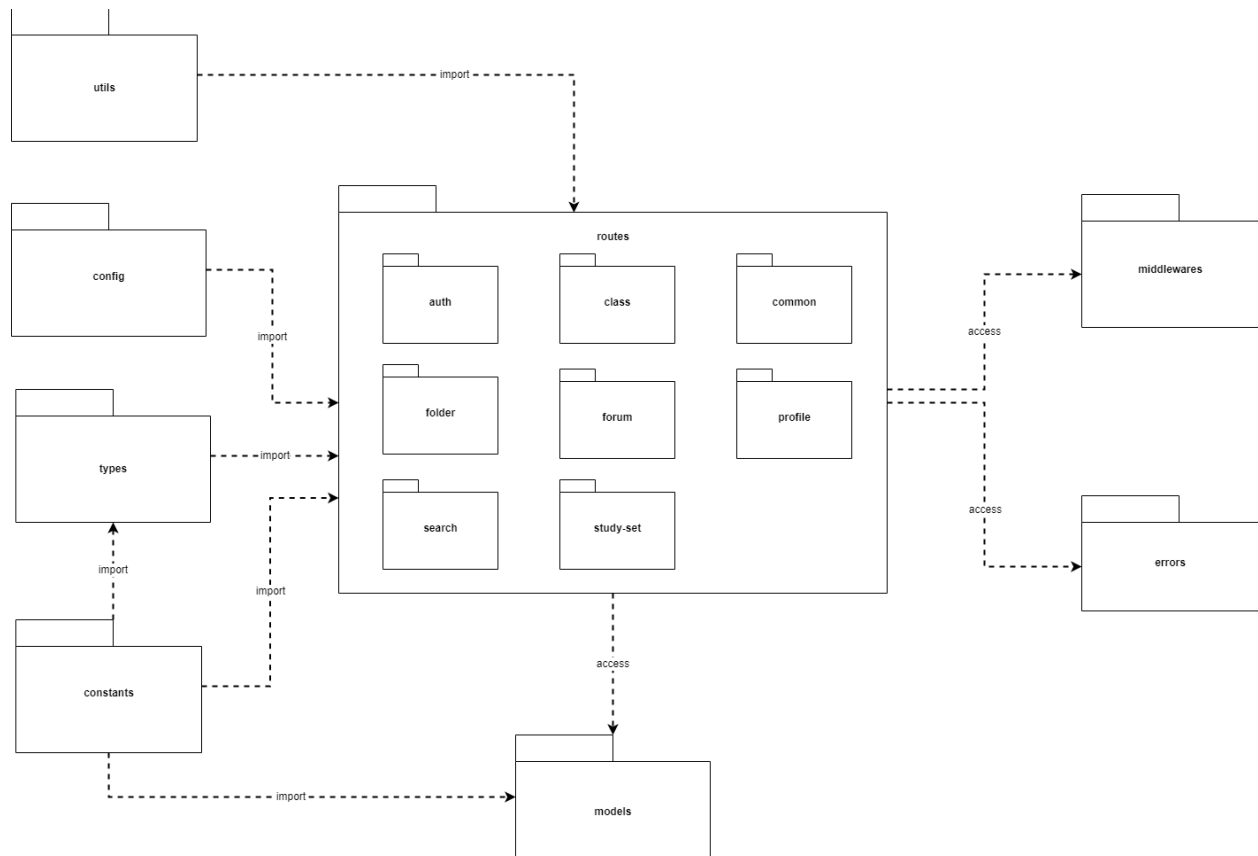 utils
import
routes
config
auth
class
common
middlewares
import
access
folder
forum
profile
types
import
search
study-set
access
errors
import
import
constants
access
import
models